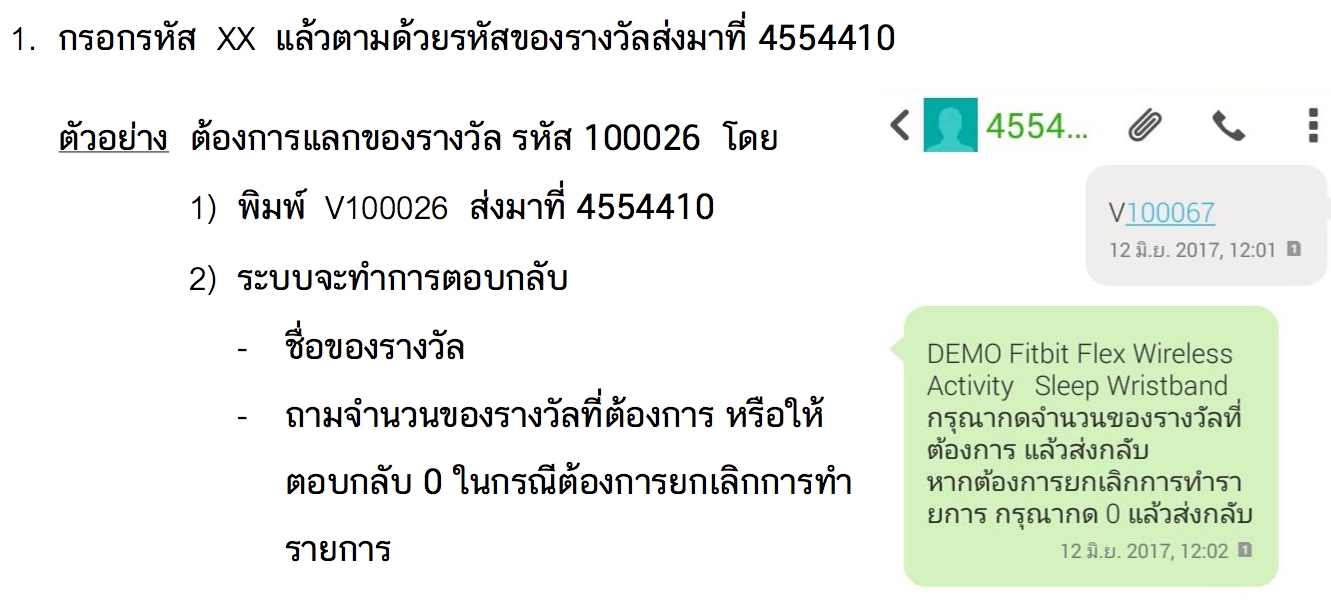 1. กรอกรหัส XX แล้วตามด้วยรหัสของรางวัลส่งมาที่ 4554410
ตัวอย่าง ต้องการแลกของรางวัล รหัส 100026 โดย
1) พิมพ์ V100026 ส่งมาที่ 4554410
2) ระบบจะทำการตอบกลับ
- ชื่อของรางวัล
- ถามจำนวนของรางวัลที่ต้องการ หรือให้
ตอบกลับ 0 ในกรณีต้องการยกเลิกการทำ
รายการ
4554...
V100067
12 มิ.ย. 2017, 12:01 1
DEMO Fitbit Flex Wireless
Activity Sleep Wristband
กรุณากดจำนวนของรางวัลที่
ต้องการ แล้วส่งกลับ
หากต้องการยกเลิกการทำรา
ยการ กรุณากด 0 แล้วส่งกลับ
12 มิ.ย. 2017, 12:02 1